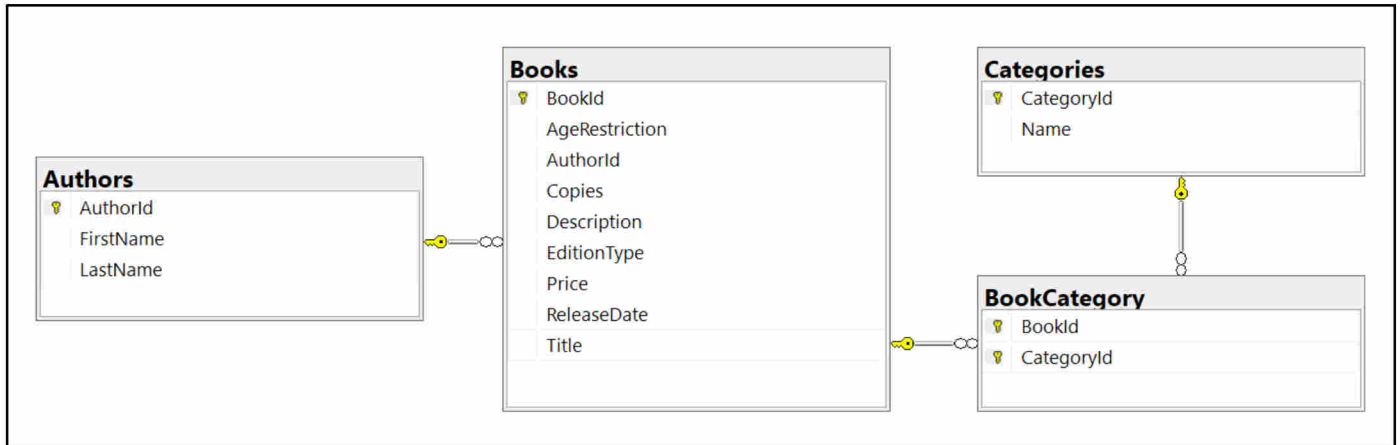 Authors
AuthorId
FirstName
LastName
Books
BookId
AgeRestriction
AuthorId
Copies
Description
EditionType
Price
ReleaseDate
Title
Categories
CategoryId
Name
BookCategory
BookId
CategoryId